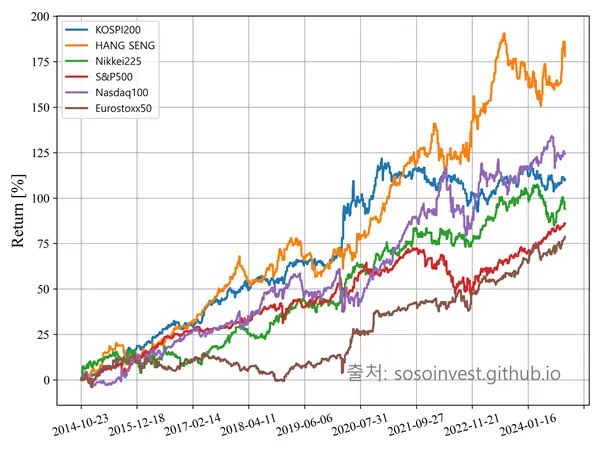 200
175
150
125
100
75
50
25
0
Return [%]
KOSPI200
HANG SENG
Nikkei225
S&P500
Nasdaq100
Eurostoxx50
출처: sosoinvest.github.io
2014-10-23
2015-12-18
2017-02-14
2018-04-11
2019-06-06
2020-07-31
2021-09-27
2022-11-21
2024-01-16